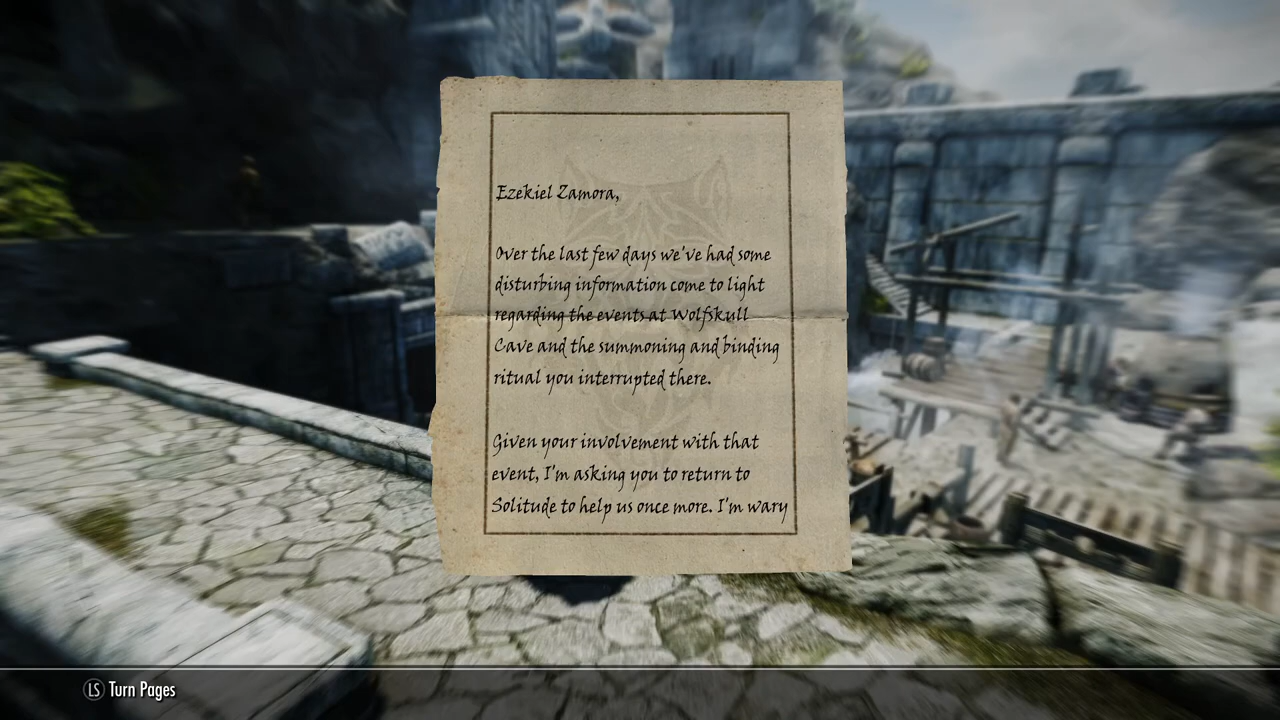 Ezekiel Zamora,
Over the last few days we've had some
disturbing information come to light
regarding the events at Wolfskull
Cave and the summoning and binding
ritual you interrupted there.
Given your involvement with that
event, I'm asking you to return to
Solitude to help us once more. I'm wary
LS Turn Pages